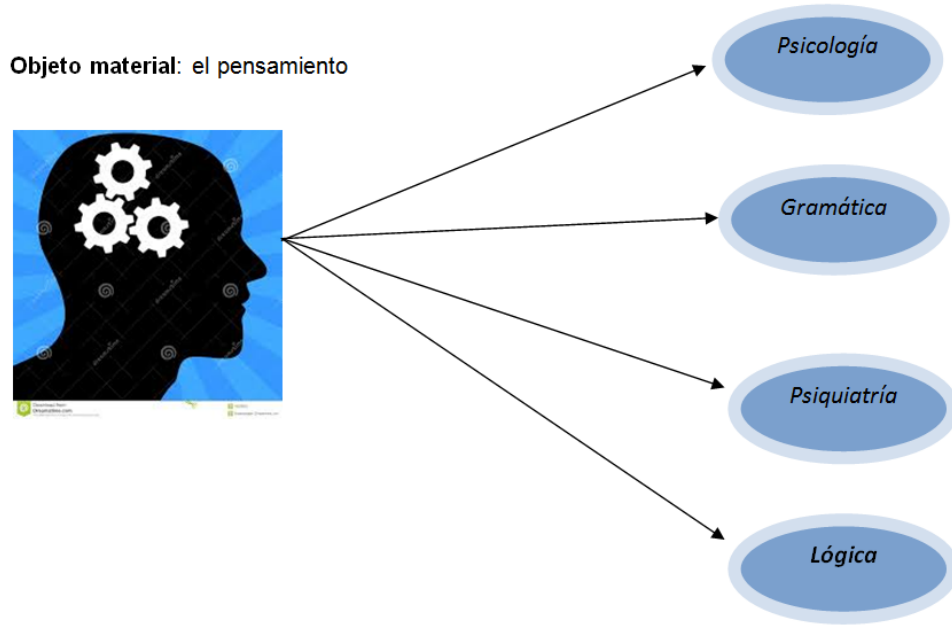 Psicología
Objeto material: el pensamiento
Gramática
Psiquiatría
Lógica